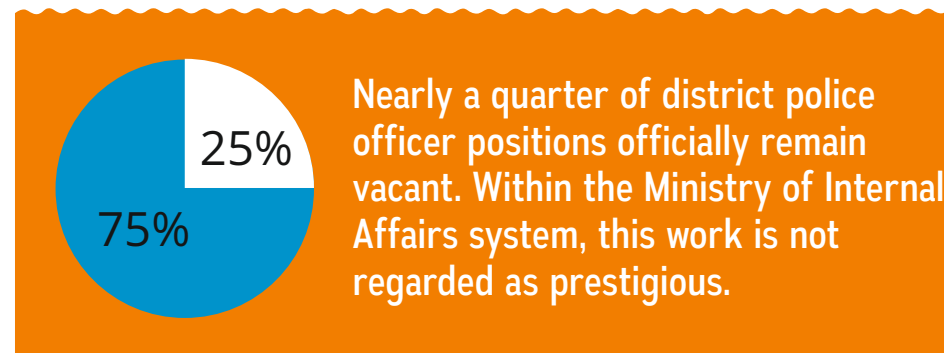 25%
75%
Nearly a quarter of district police
officer positions officially remain
vacant. Within the Ministry of Internal
Affairs system, this work is not
regarded as prestigious.